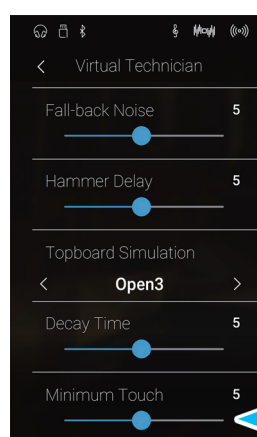 Virtual Technician
Fall-back Noise 5
Hammer Delay 5
Topboard Simulation
Open3
Decay Time 5
Minimum Touch 5